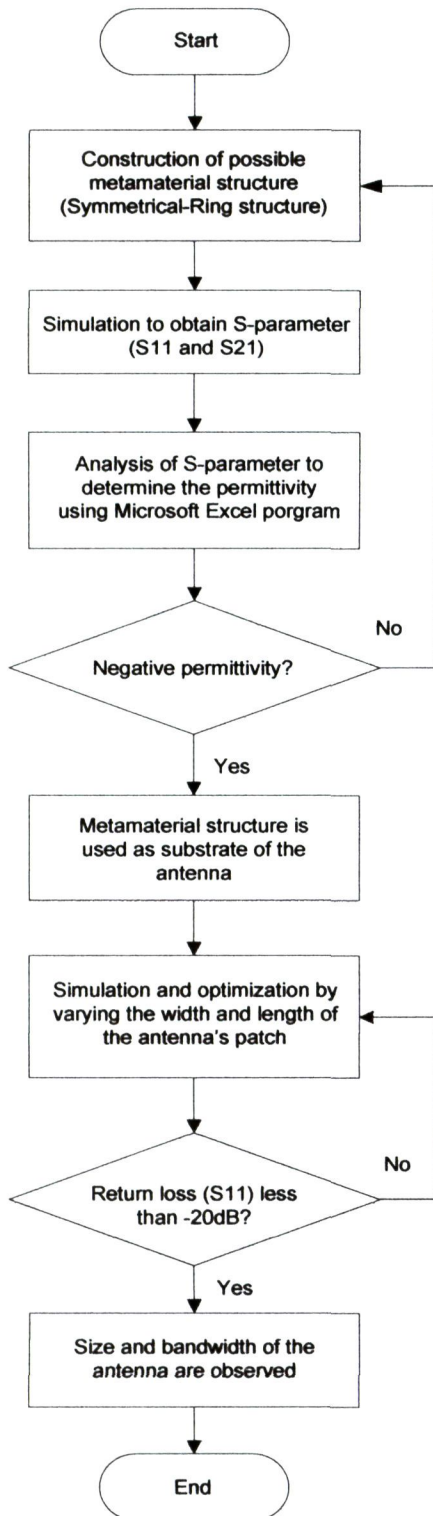 Start
Construction of possible
metamaterial structure
(Symmetrical-Ring structure)
Simulation to obtain S-parameter
(S11 and S21)
Analysis of S-parameter to
determine the permittivity
using Microsoft Excel porgram
No
Negative permittivity?
Yes
Metamaterial structure is
used as substrate of the
antenna
Simulation and optimization by
varying the width and length of
the antenna's patch
No
Return loss (S11) less
than -20dB?
Yes
Size and bandwidth of the
antenna are observed
End